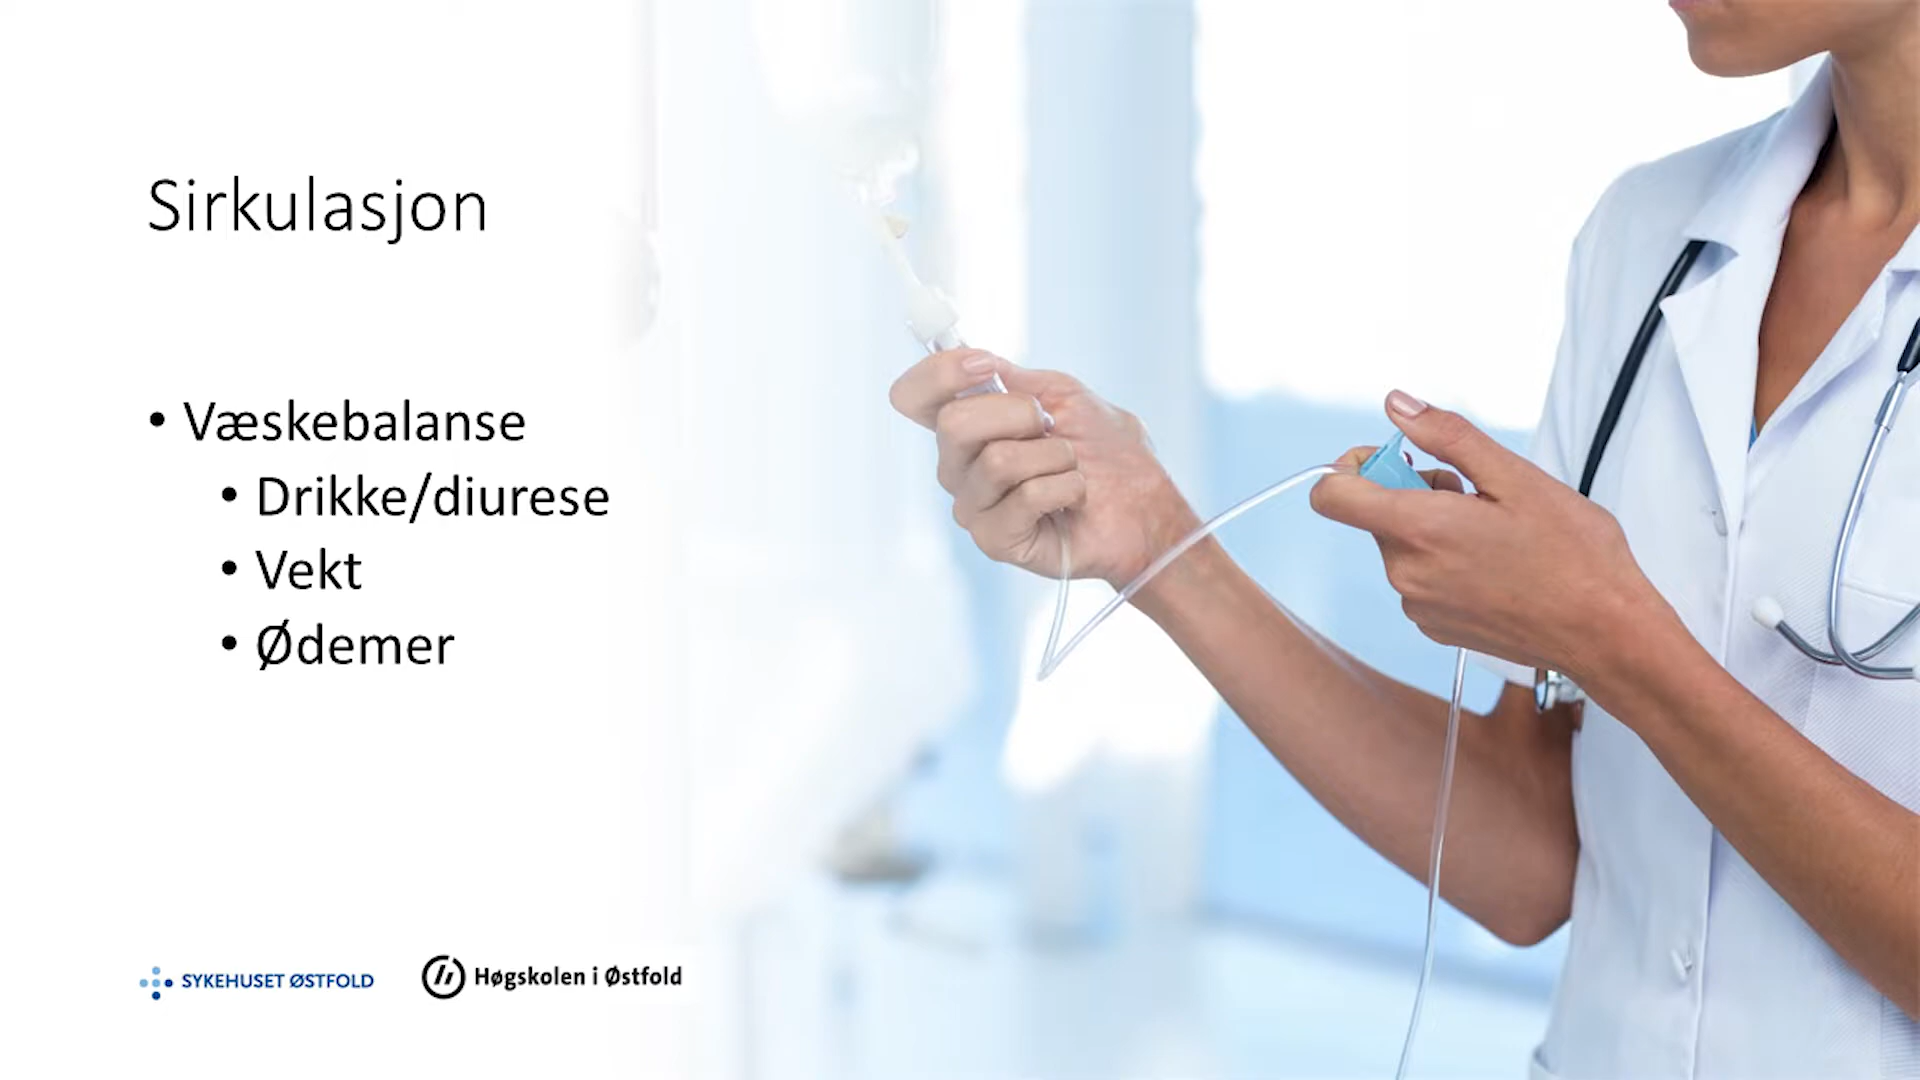 Sirkulasjon
• Væskebalanse
• Drikke/diurese
• Vekt
• Ødemer
SYKEHUSET ØSTFOLD
Høgskolen i Østfold